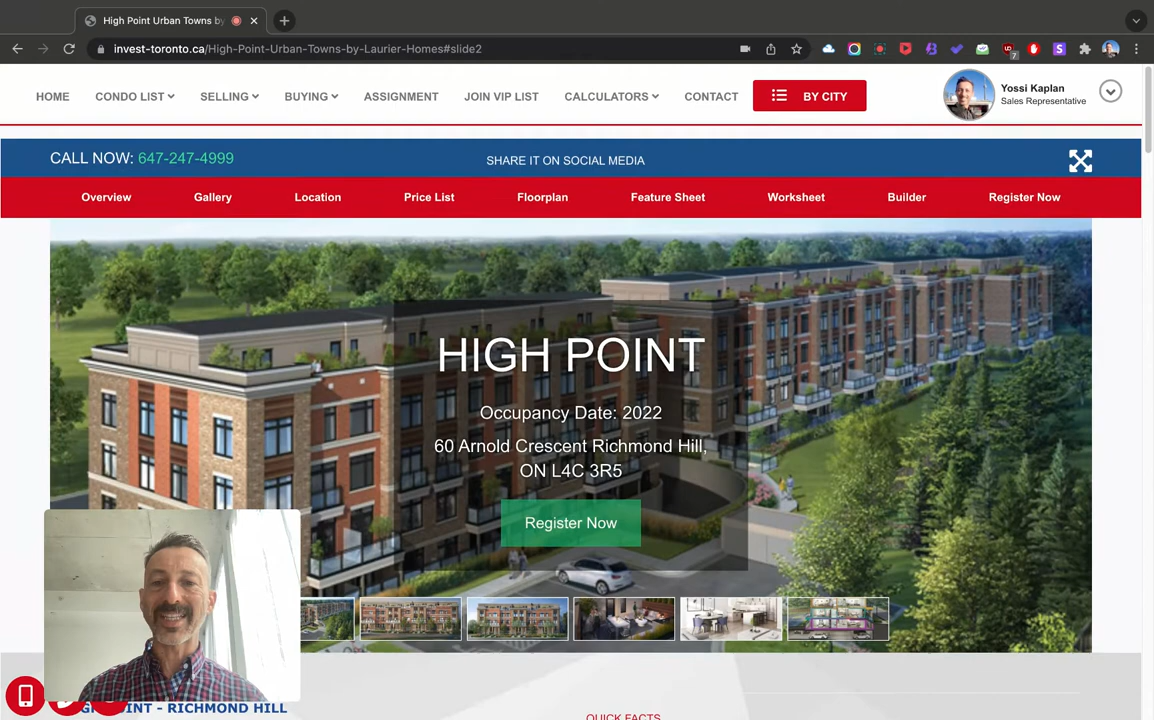 High Point Urban Towns by
invest-toronto.ca/High-Point-Urban-Towns-by-Laurier-Homes#slide2
7
HOME CONDO LIST SELLING BUYING ASSIGNMENT JOIN VIP LIST CALCULATORS CONTACT BY CITY
Yossi Kaplan
Sales Representative
CALL NOW: 647-247-4999 SHARE IT ON SOCIAL MEDIA
Overview Gallery Location Price List Floorplan Feature Sheet Worksheet Builder Register Now
HIGH POINT
Occupancy Date: 2022
60 Arnold Crescent Richmond Hill,
ON L4C 3R5
Register Now
POINT - RICHMOND HILL
QUICK FACTS